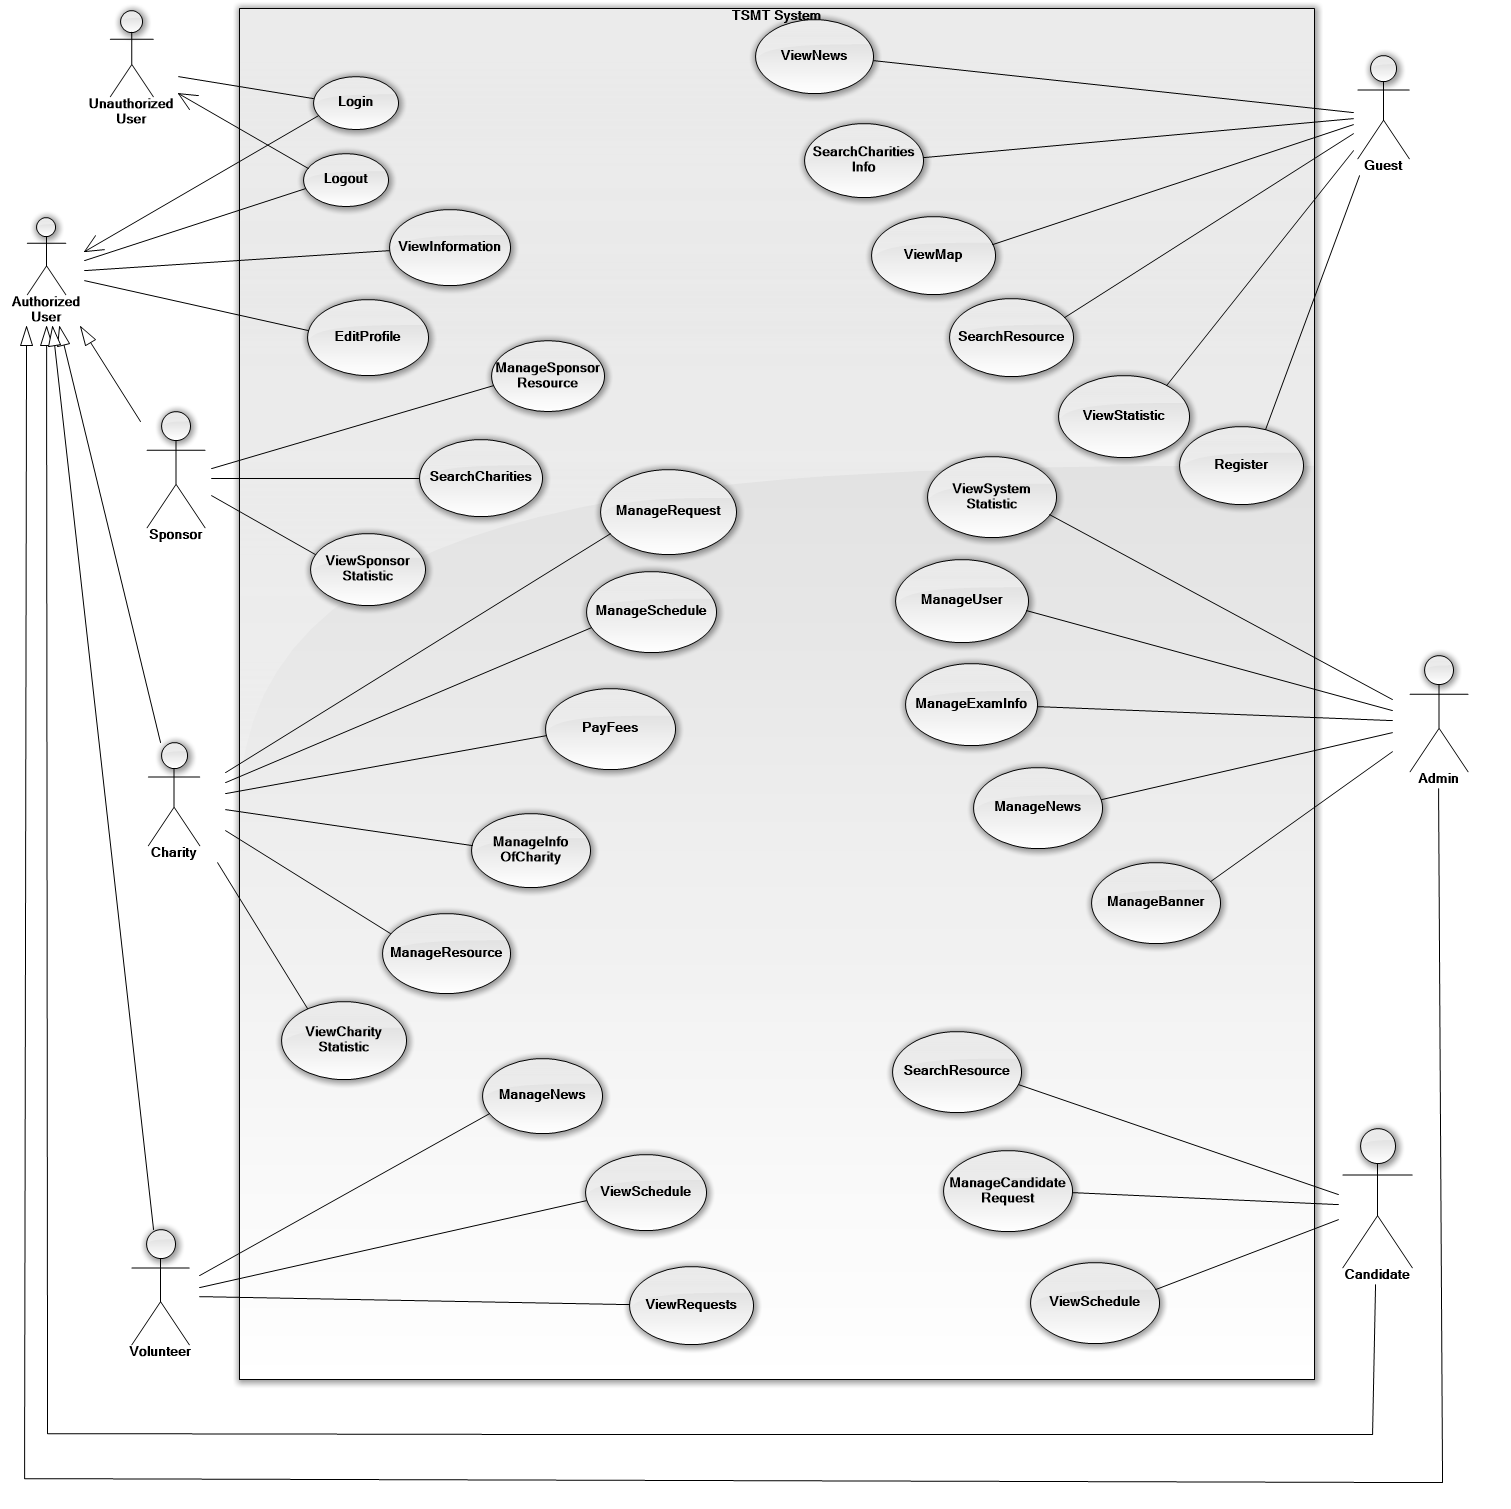 TSMT System
Unauthorized
User
Login
Logout
Authorized
User
ViewInformation
EditProfile
ManageSponsor
Resource
Sponsor
SearchCharities
ViewSponsor
Statistic
ManageRequest
ManageSchedule
PayFees
Charity
ManageInfo
OfCharity
ManageResource
ViewCharity
Statistic
ManageNews
ViewSchedule
ViewRequests
Volunteer
ViewNews
SearchCharities
Info
Guest
ViewMap
SearchResource
ViewStatistic
Register
ViewSystem
Statistic
ManageUser
ManageExamInfo
Admin
ManageNews
ManageBanner
SearchResource
ManageCandidate
Request
Candidate
ViewSchedule